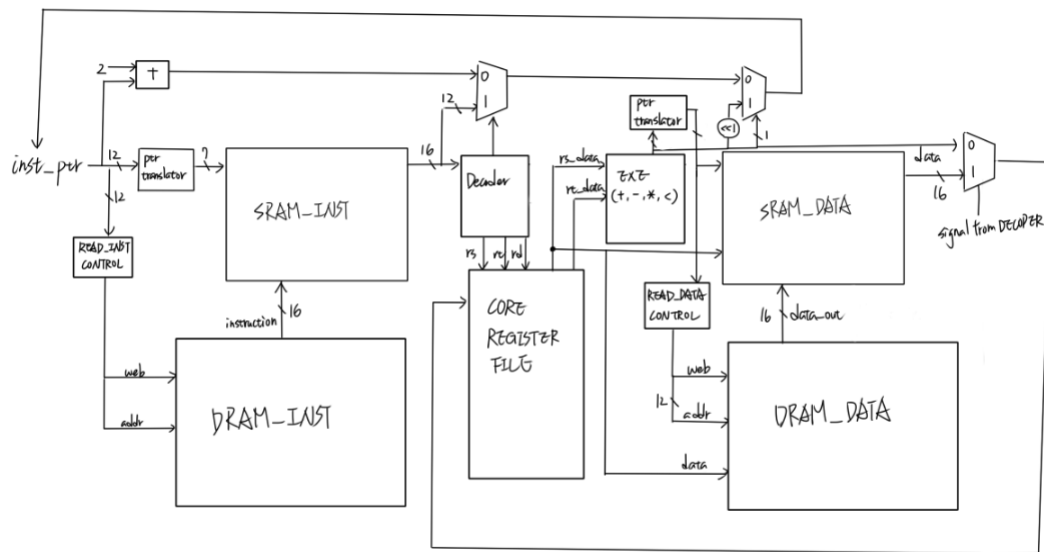 2
+
0
1
12
0
1
ptr
translator
<<1
1
inst_ptr
12
ptr
translator
7
12
SRAM_INST
16
Decoder
rs_data
EXE
(+,-,*,<)
SRAM_DATA
data
0
1
16
signal from DECODER
READ_INST
CONTROL
rs
rd
CORE
REGISTER
FILE
instruction
16
READ_DATA
CONTROL
16
data_out
web
addr
DRAM_INST
web
12
addr
data
DRAM_DATA